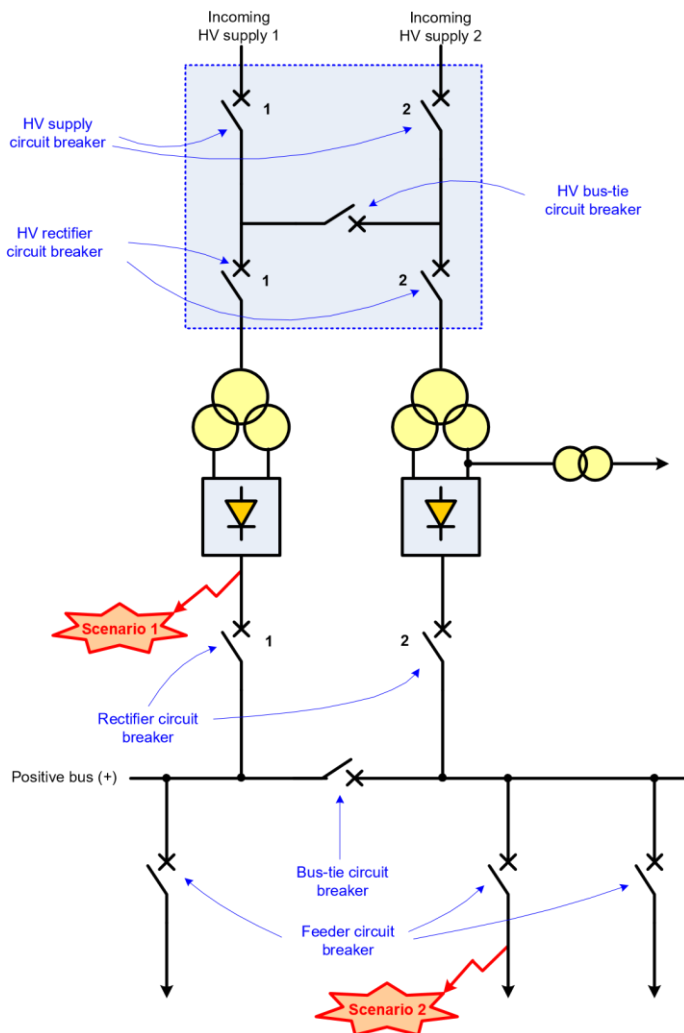 Incoming
HV supply 1
Incoming
HV supply 2
1
2
HV supply
circuit breaker
HV bus-tie
circuit breaker
HV rectifier
circuit breaker
1
2
Scenario 1
1
2
Rectifier circuit
breaker
Positive bus (+)
Bus-tie circuit
breaker
Feeder circuit
breaker
Scenario 2